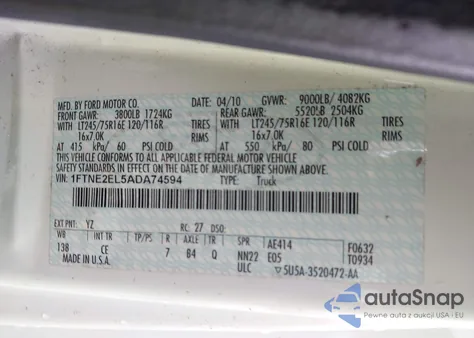 MFD. BY FORD MOTOR CO.
DATE: 04/10 GVWR: 9000LB/ 4082KG
FRONT GAWR: 3800LB 1724KG REAR GAWR: 5520LB 2504KG
WITH LT245/75R16E 120/116R TIRES WITH LT245/75R16E 120/116R TIRES
16x7.0K RIMS 16x7.0K RIMS
AT 415 kPa/ 60 PSI COLD AT 550 kPa/ 80 PSI COLD
THIS VEHICLE CONFORMS TO ALL APPLICABLE FEDERAL MOTOR VEHICLE
SAFETY STANDARDS IN EFFECT ON THE DATE OF MANUFACTURE SHOWN ABOVE.
VIN: 1FTNE2EL5ADA74594 TYPE: Truck
EXT PNT: YZ RC: 27 DSO:
WB INT TR TP/PS R AXLE TR SPR AE414 F0632
138 CE 7 B4 Q NN22 E05 T0934
ULC ▽5U5A-3520472-AA
autoSnap
Pewne auta z aukcji USA i EU